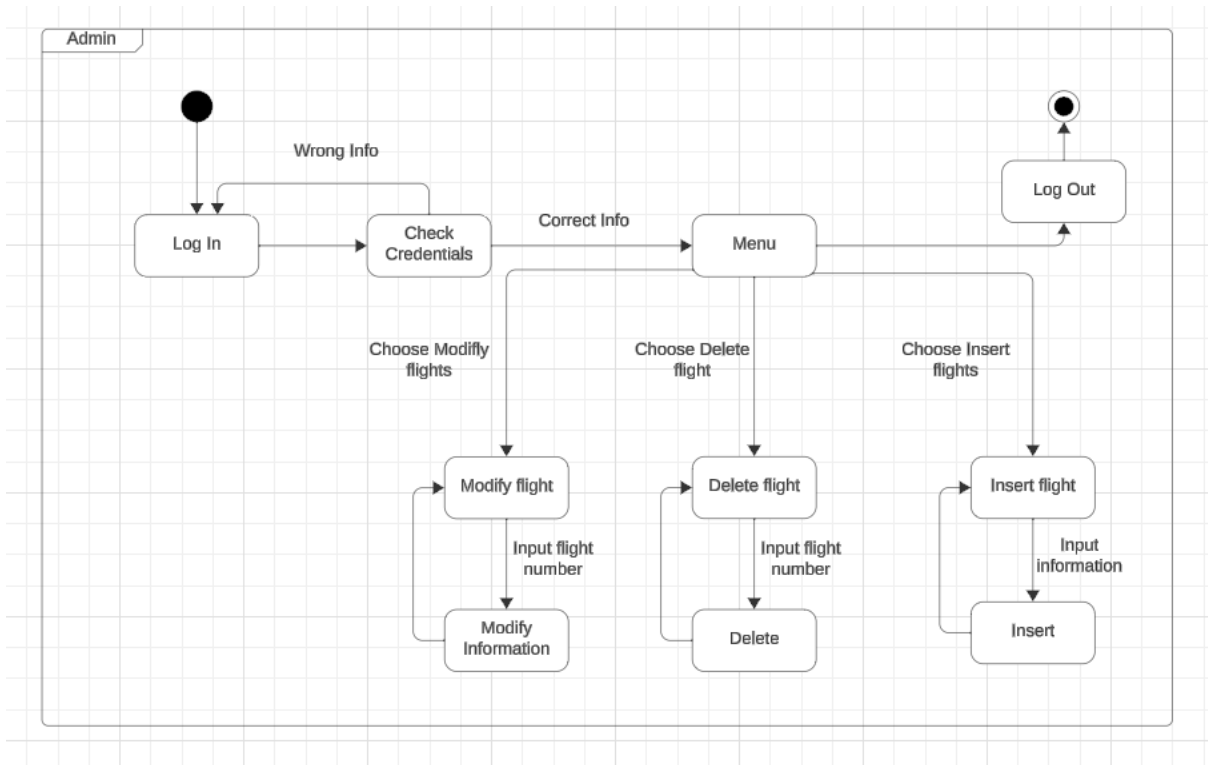 Admin
Wrong Info
Log Out
Log In
Check
Credentials
Correct Info
Menu
Choose Modifly
flights
Choose Delete
flight
Choose Insert
flights
Modify flight
Delete flight
Insert flight
Input flight
number
Input flight
number
Input
information
Modify
Information
Delete
Insert